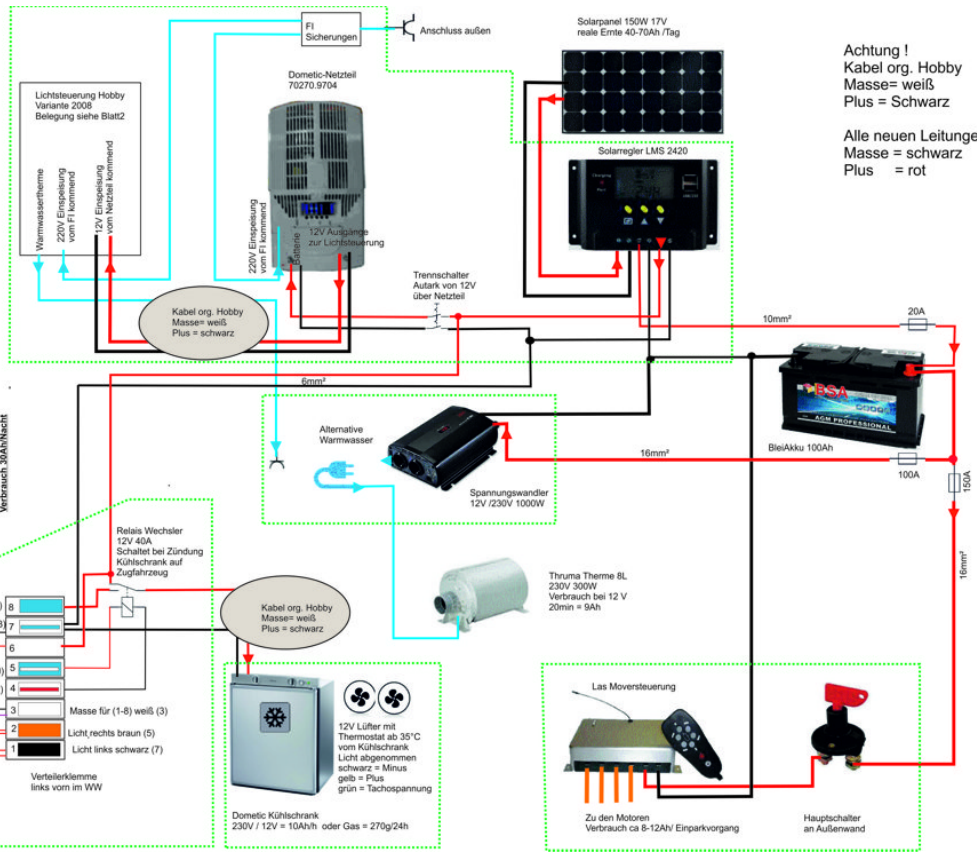 FI
Sicherungen
Anschluss außen
Solarpanel 150W 17V
reale Ernte 40-70Ah /Tag
Achtung !
Kabel org. Hobby
Masse= weiß
Plus = Schwarz
Alle neuen Leitunge
Masse = schwarz
Plus = rot
Dometic-Netzteil
70270.9704
Lichtsteuerung Hobby
Variante 2008
Belegung siehe Blatt2
Warmwassertherme
220V Einspeisung
vom FI kommend
12V Einspeisung
vom Netzteil kommend
220V Einspeisung
vom FI kommend
Batterie
12V Ausgänge
zur Lichtsteuerung
Solarregler LMS 2420
Trennschalter
Autark von 12V
über Netzteil
Kabel org. Hobby
Masse= weiß
Plus = schwarz
10mm²
20A
6mm²
BSA
AGM PROFESSIONAL
BleiAkku 100Ah
Verbrauch 30Ah/Nacht
Alternative
Warmwasser
16mm²
100A
150A
Spannungswandler
12V /230V 1000W
16mm²
Relais Wechsler
12V 40A
Schaltet bei Zündung
Kühlschrank auf
Zugfahrzeug
Thruma Therme 8L
230V 300W
Verbrauch bei 12 V
20min = 9Ah
Kabel org. Hobby
Masse= weiß
Plus = schwarz
8
7
6
5
4
3
Masse für (1-8) weiß (3)
2
Licht rechts braun (5)
1
Licht links schwarz (7)
Verteilerklemme
links vorn im WW
12V Lüfter mit
Thermostat ab 35°C
vom Kühlschrank
Licht abgenommen
schwarz = Minus
gelb = Plus
grün = Tachospannung
Dometic Kühlschrank
230V / 12V = 10Ah/h oder Gas = 270g/24h
Las Moversteuerung
Zu den Motoren
Verbrauch ca 8-12Ah/ Einparkvorgang
Hauptschalter
an Außenwand